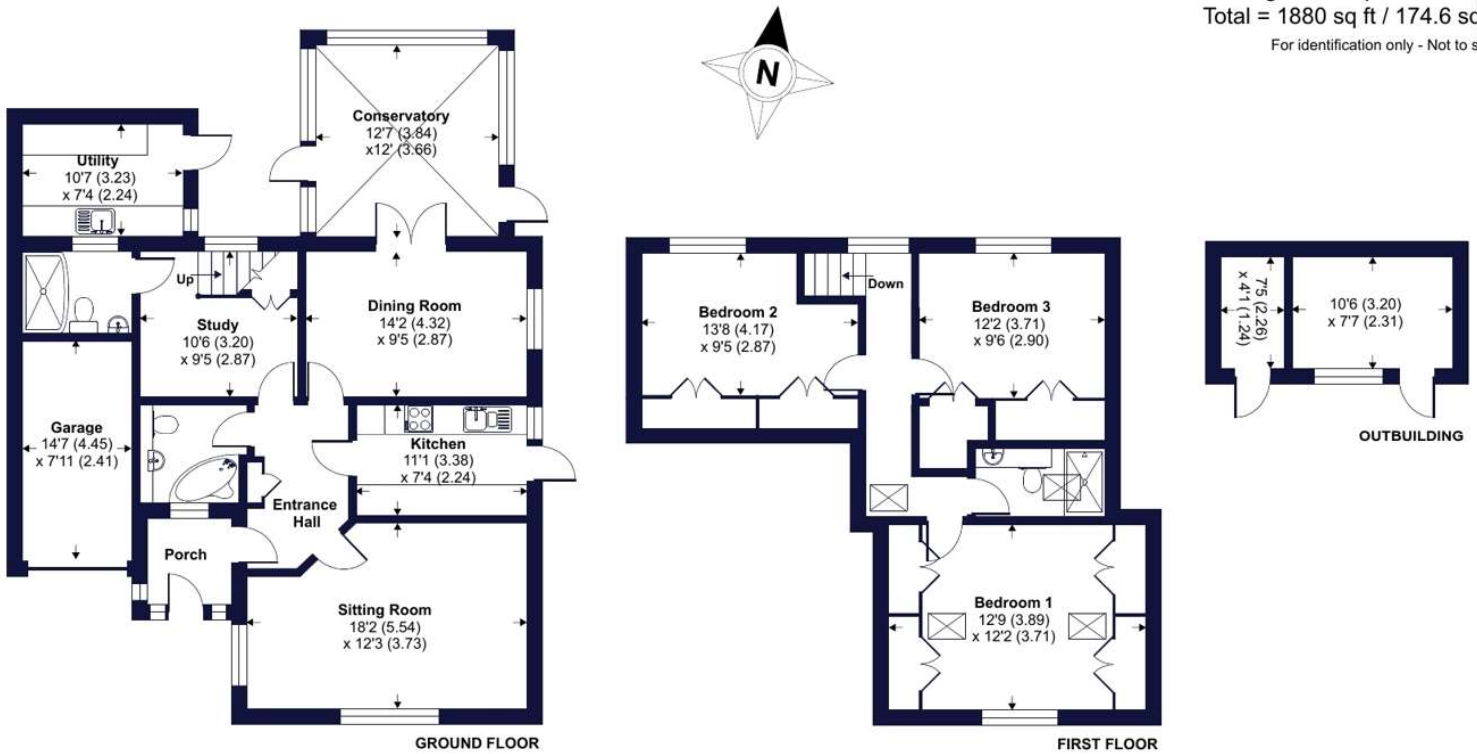 Total = 1880 sq ft / 174.6
For identification only - Not to
N
Conservatory
12'7 (3.84)
x12' (3.66)
Utility
10'7 (3.23)
x 7'4 (2.24)
Up
Study
10'6 (3.20)
x 9'5 (2.87)
Dining Room
14'2 (4.32)
x 9'5 (2.87)
Garage
14'7 (4.45)
x 7'11 (2.41)
Kitchen
11'1 (3.38)
x 7'4 (2.24)
Entrance
Hall
Porch
Sitting Room
18'2 (5.54)
x 12'3 (3.73)
GROUND FLOOR
Bedroom 2
13'8 (4.17)
x 9'5 (2.87)
Down
Bedroom 3
12'2 (3.71)
x 9'6 (2.90)
Bedroom 1
12'9 (3.89)
x 12'2 (3.71)
FIRST FLOOR
7'5 (2.26)
x 4'1 (1.24)
10'6 (3.20)
x 7'7 (2.31)
OUTBUILDING